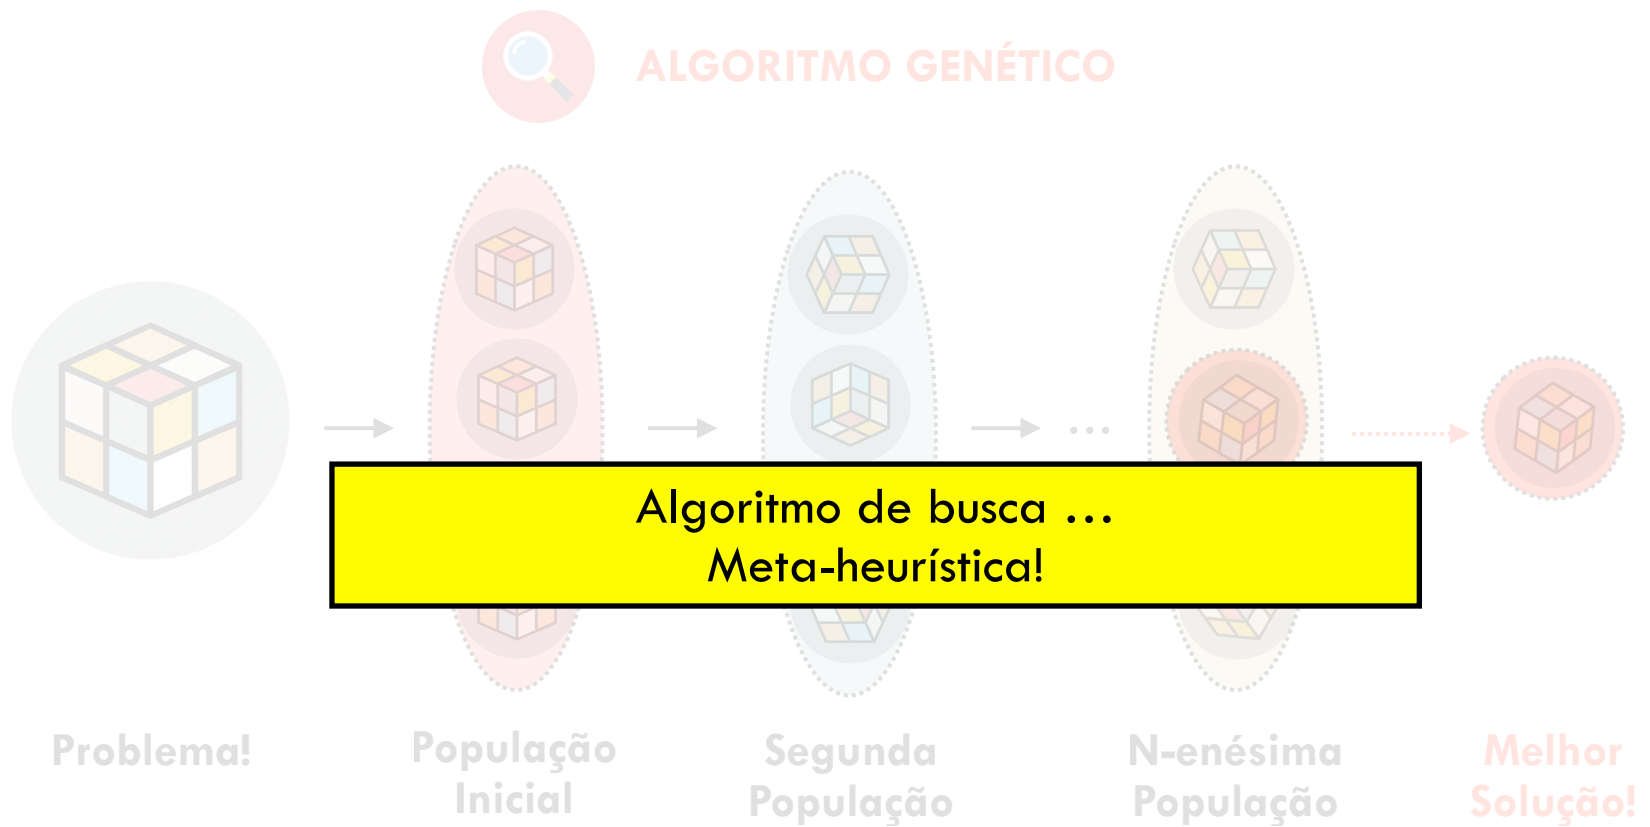 ALGORITMO GENÉTICO
...
Algoritmo de busca ...
Meta-heurística!
Problema!
População
Inicial
Segunda
População
N-enésima
População
Melhor
Solução!